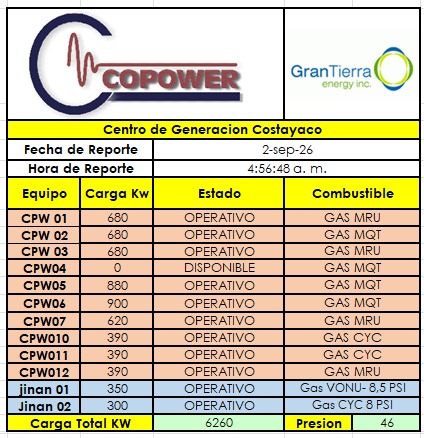 COPOWER
GranTierra
energy inc.
Centro de Generacion Costayaco
Fecha de Reporte 2-sep-26
Hora de Reporte 4:56:48 a. m.
Equipo Carga Kw Estado Combustible
CPW 01 680 OPERATIVO GAS MRU
CPW 02 680 OPERATIVO GAS MQT
CPW 03 680 OPERATIVO GAS MRU
CPW04 0 DISPONIBLE GAS MQT
CPW05 880 OPERATIVO GAS MQT
CPW06 900 OPERATIVO GAS MQT
CPW07 620 OPERATIVO GAS MRU
CPW010 390 OPERATIVO GAS CYC
CPW011 390 OPERATIVO GAS CYC
CPW012 390 OPERATIVO GAS MRU
jinan 01 350 OPERATIVO Gas VONU- 8,5 PSI
Jinan 02 300 OPERATIVO Gas CYC 8 PSI
Carga Total KW 6260 Presion 46